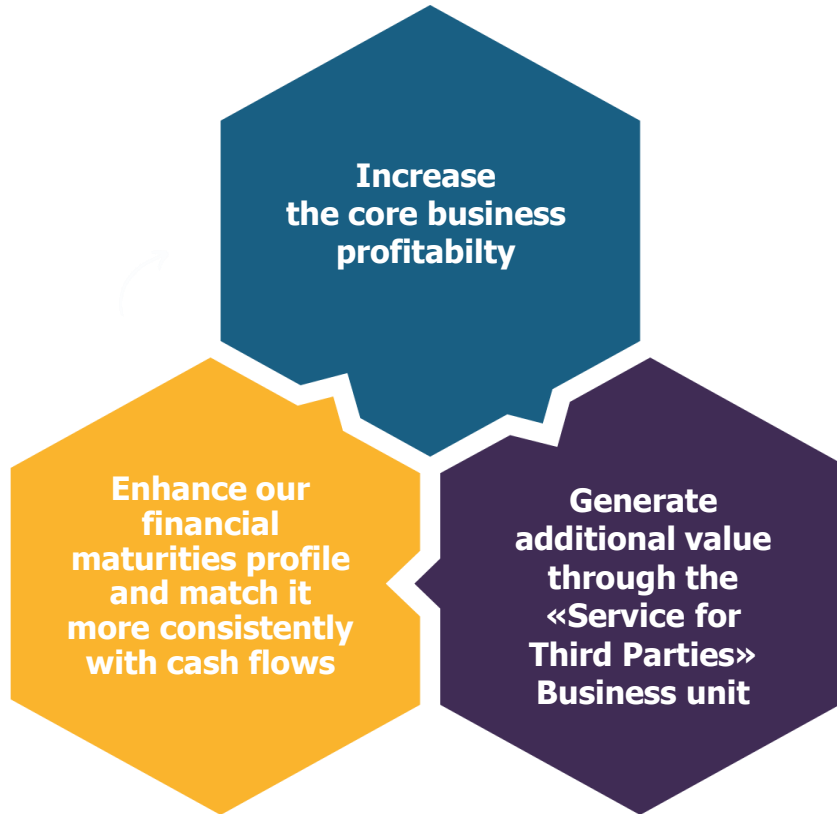 Increase
the core business
profitabilty
Enhance our
financial
maturities profile
and match it
more consistently
with cash flows
Generate
additional value
through the
«Service for
Third Parties»
Business unit